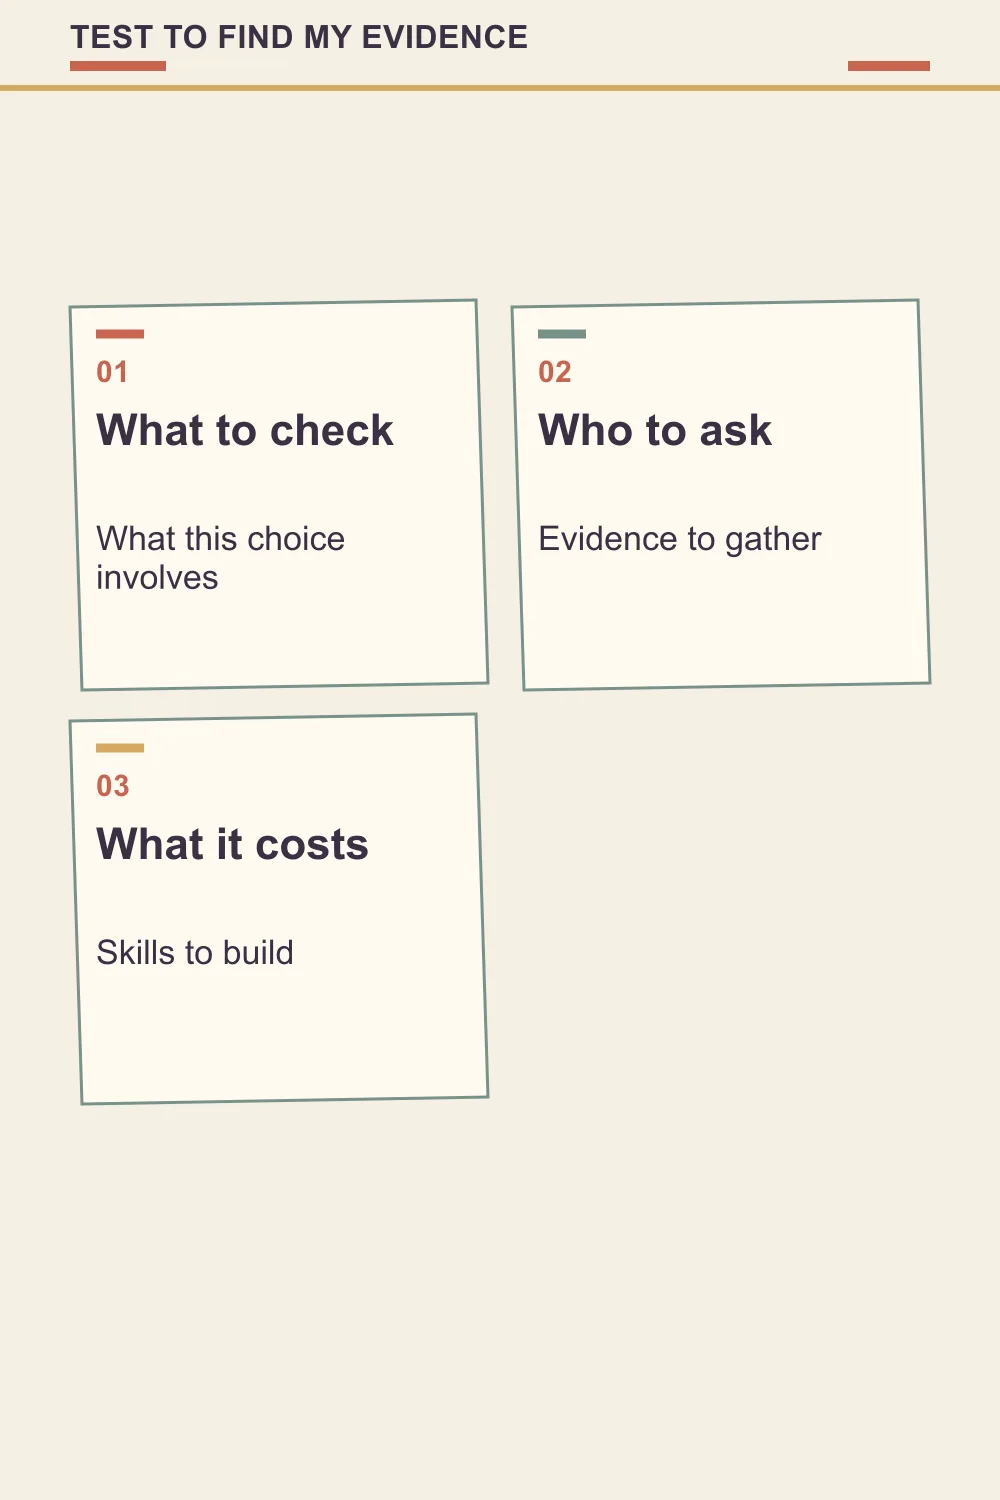 TEST TO FIND MY EVIDENCE
01
What to check
What this choice
involves
02
Who to ask
Evidence to gather
03
What it costs
Skills to build